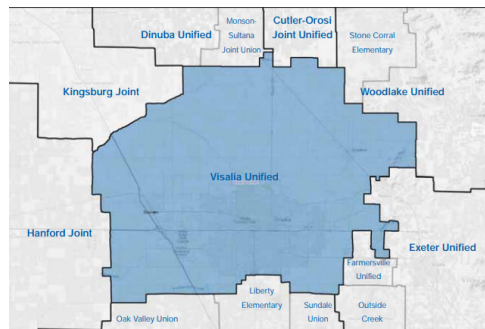 Monson-
Sultana
Joint Union
Dinuba Unified
Cutler-Orosi
Joint Unified
Stone Corral
Elementary
Kingsburg Joint
Woodlake Unified
Visalia Unified
Hanford Joint
Exeter Unified
Farmersville
Unified
Liberty
Elementary
Sundale
Union
Outside
Creek
Oak Valley Union